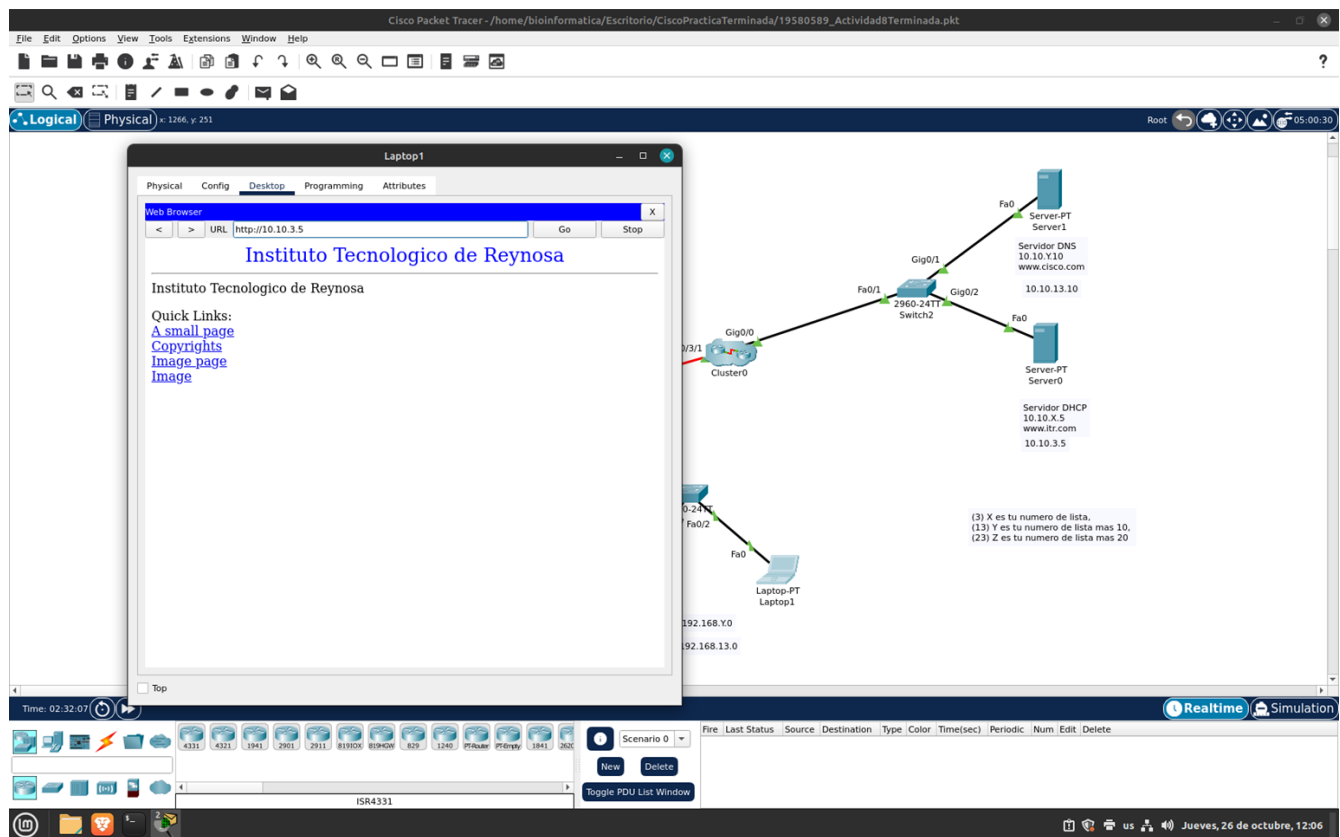 Cisco Packet Tracer - /home/bioinformatica/Escritorio/CiscoPracticaTerminada/19580589_Actividad8Terminada.pkt
File Edit Options View Tools Extensions Window Help
?
Logical Physical x: 1266, y: 251 Root 05:00:30
Laptop1
Physical Config Desktop Programming Attributes
Web Browser X
< > URL http://10.10.3.5 Go Stop
Instituto Tecnologico de Reynosa
Instituto Tecnologico de Reynosa
Quick Links:
A small page
Copyrights
Image page
Image
Top
Fa0
Server-PT
Server1
Servidor DNS
10.10.Y.10
www.cisco.com
10.10.13.10
Gig0/1
Fa0/1
Gig0/2
2960-24TT
Switch2
Fa0
Server-PT
Server0
Gig0/0
0/3/1
Cluster0
Servidor DHCP
10.10.X.5
www.itr.com
10.10.3.5
(3) X es tu numero de lista,
(13) Y es tu numero de lista mas 10,
(23) Z es tu numero de lista mas 20
0-24TT
Fa0/2
Fa0
Laptop-PT
Laptop1
192.168.Y.0
192.168.13.0
Time: 02:32:07 Realtime Simulation
4331 4321 1941 2901 2911 819IOX 819HGW 829 1240 PT-Router PT-Empty 1841 262
ISR4331
Scenario 0
New Delete
Toggle PDU List Window
Fire Last Status Source Destination Type Color Time(sec) Periodic Num Edit Delete
2
us Jueves, 26 de octubre, 12:06